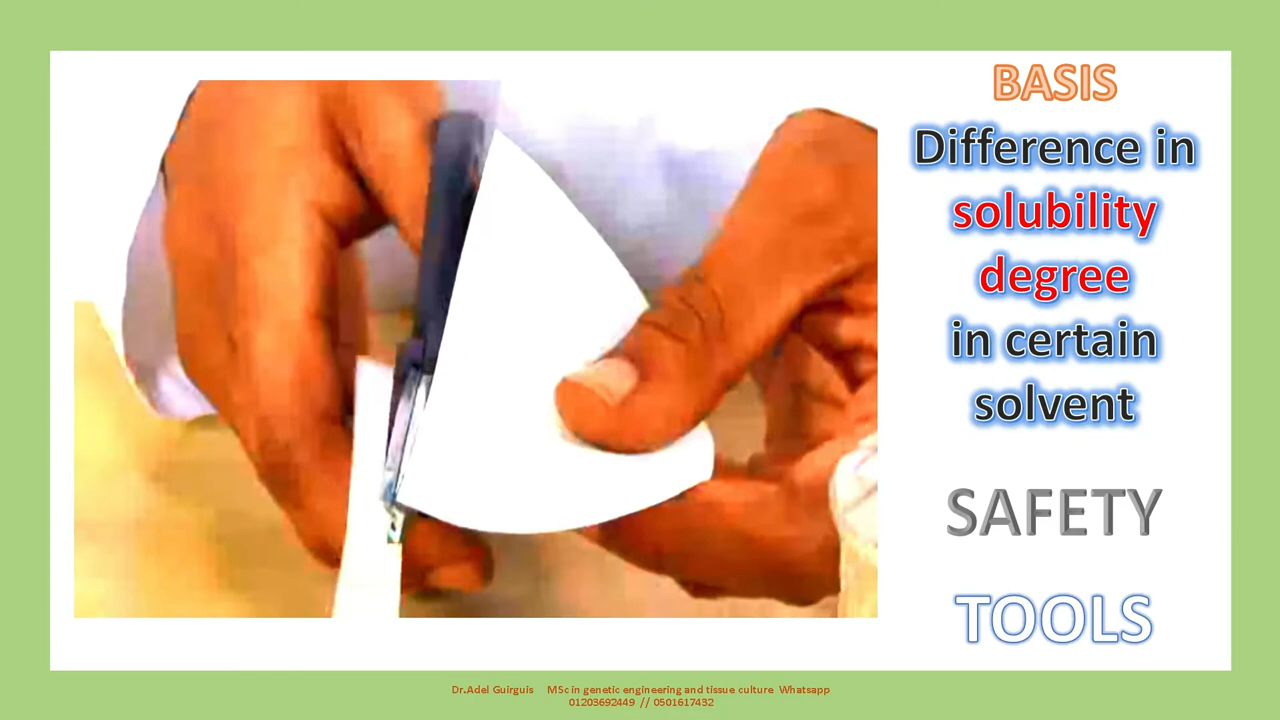 BASIS
Difference in
solubility
degree
in certain
solvent
SAFETY
TOOLS
Dr.Adel Guirguis MSc in genetic engineering and tissue culture Whatsapp
01203692449 // 0501617432